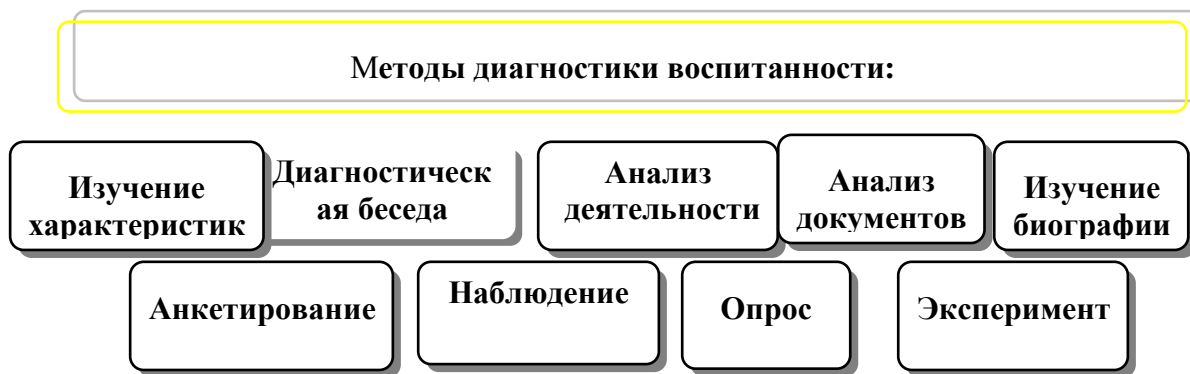 Методы диагностики воспитанности:
Изучение
характеристик
Диагностическ
ая беседа
Анализ
деятельности
Анализ
документов
Изучение
биографии
Анкетирование
Наблюдение
Опрос
Эксперимент